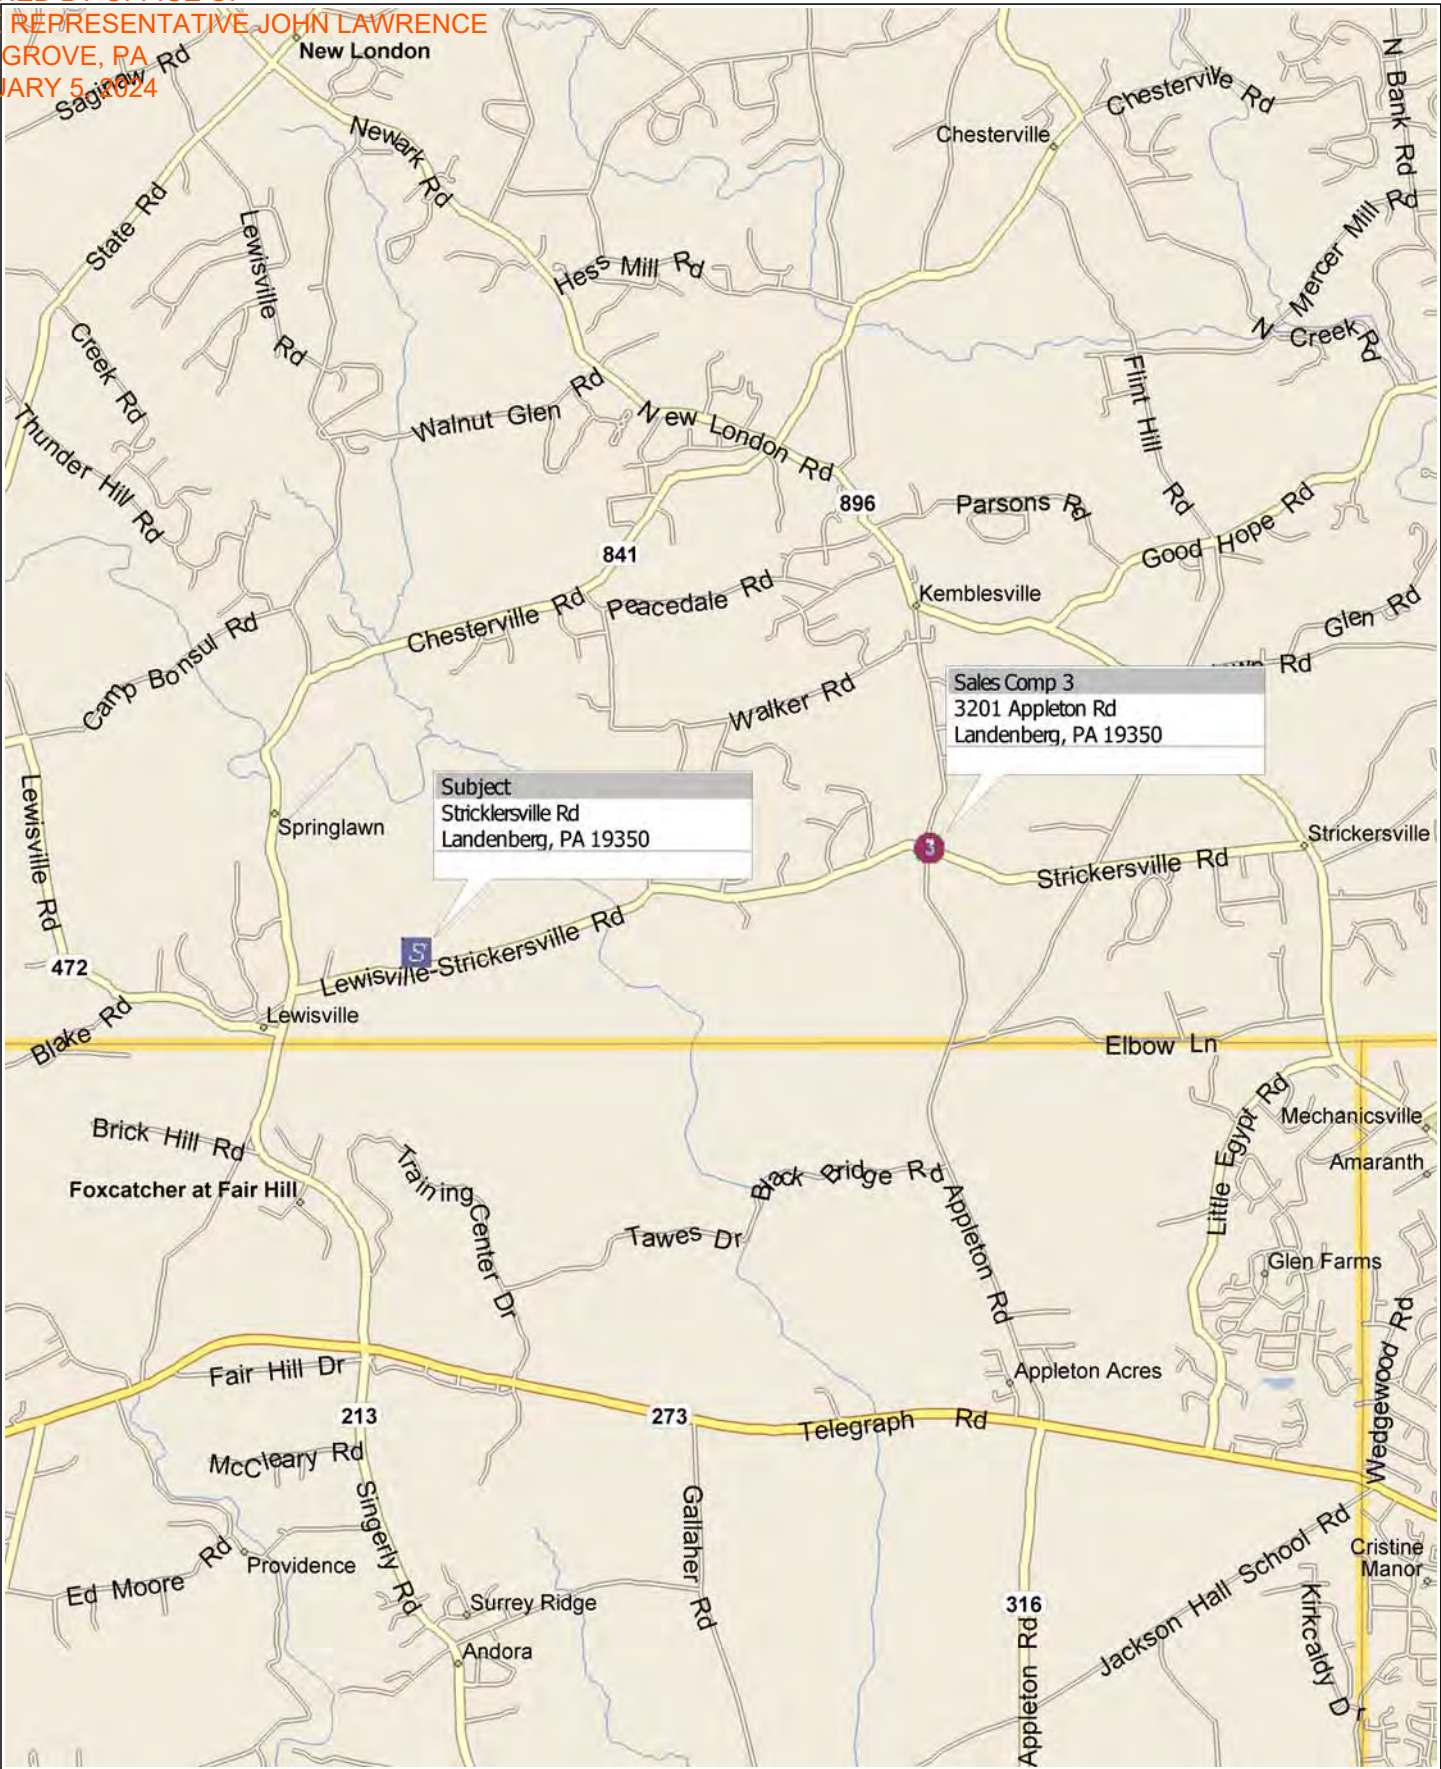 REPRESENTATIVE JOHN LAWRENCE
GROVE, PA
UARY 5, 2024
New London
Saginaw Rd
Newark Rd
Chesterville Rd
N Bank Rd
Chesterville
State Rd
Lewisville Rd
Hess Mill Rd
N Mercer Mill Rd
N Creek Rd
Creek Rd
Flint Hill Rd
Walnut Glen Rd
New London Rd
Thunder Hill Rd
896
Parsons Rd
Good Hope Rd
841
Peacedale Rd
Kemblesville
Chesterville Rd
Glen Rd
Camp Bonsul Rd
Rd
Walker Rd
Sales Comp 3
3201 Appleton Rd
Landenberg, PA 19350
Subject
Stricklersville Rd
Landenberg, PA 19350
Lewisville Rd
Springlawn
3
Strickersville
Strickersville Rd
S
Lewisville-Strickersville Rd
472
Lewisville
Blake Rd
Elbow Ln
Brick Hill Rd
Little Egypt Rd
Mechanicsville
Training Center Dr
Black Bridge Rd
Amaranth
Foxcatcher at Fair Hill
Appleton Rd
Tawes Dr
Glen Farms
Wedgewood Rd
Fair Hill Dr
Appleton Acres
213
273
Telegraph Rd
McCleary Rd
Singerly Rd
Gallaher Rd
Jackson Hall School Rd
Cristine
Manor
Providence
Ed Moore Rd
Surrey Ridge
316
Kirkcaldy Dr
Andora
Appleton Rd